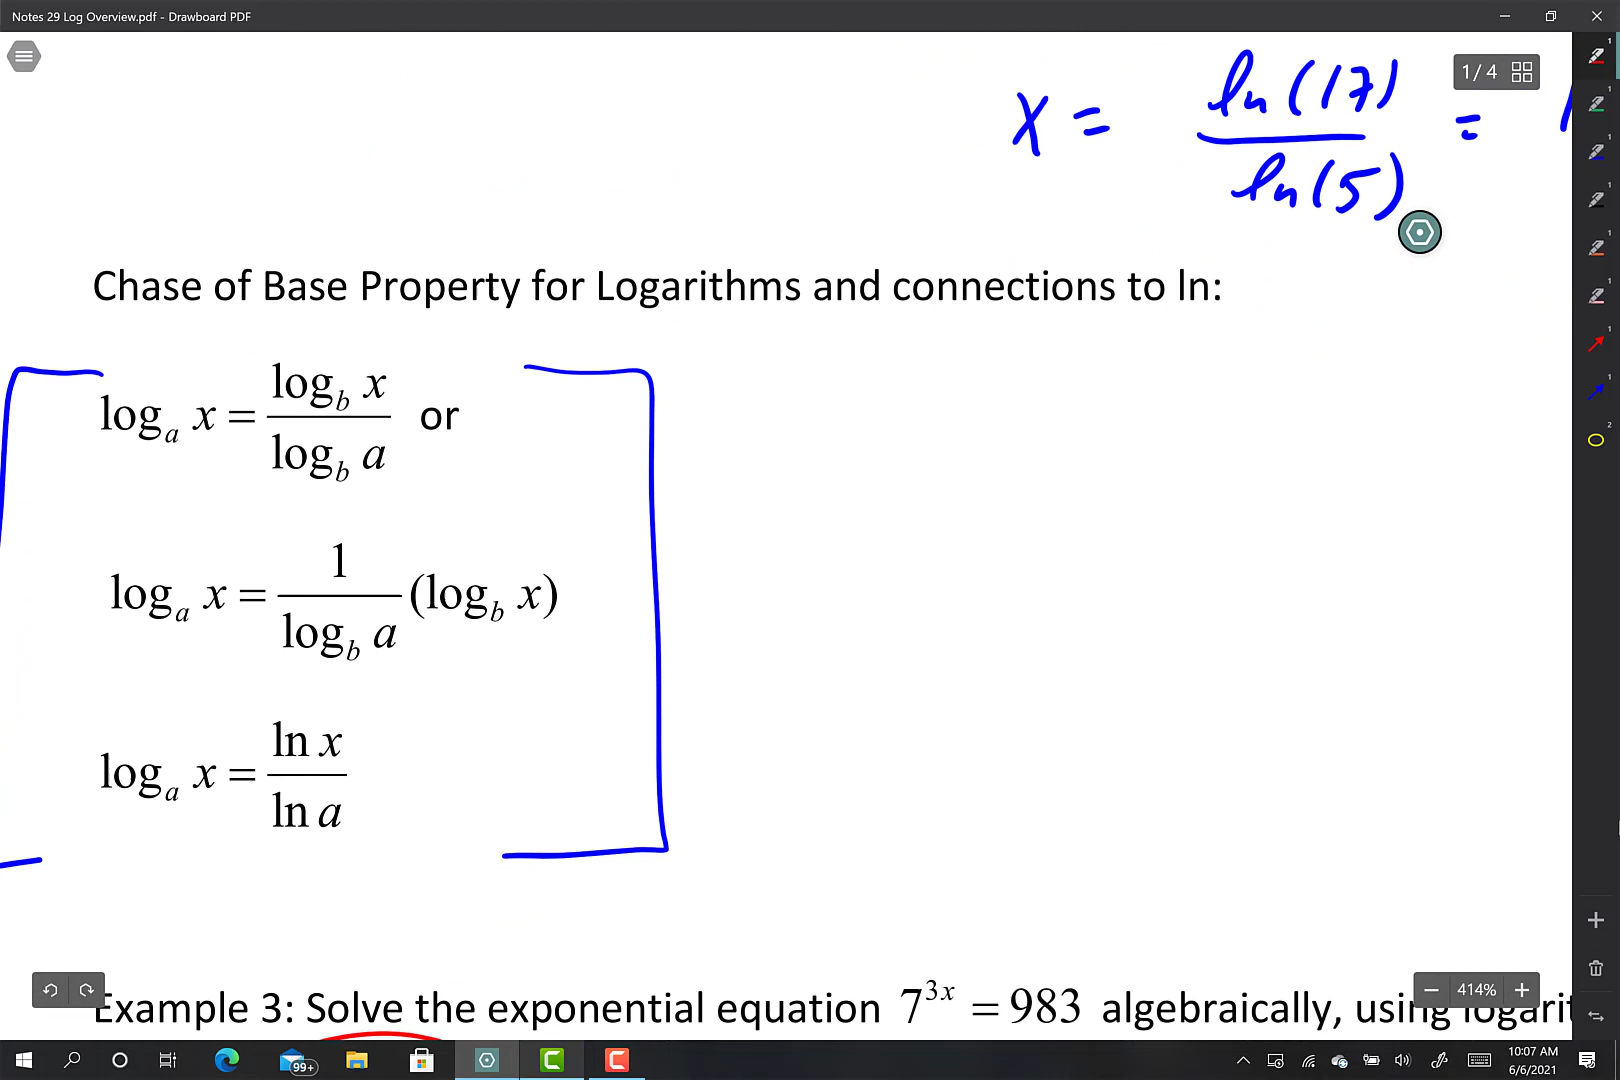 Notes 29 Log Overview.pdf - Drawboard PDF
x = ln(17) / ln(5) =
1 / 4
Chase of Base Property for Logarithms and connections to ln:
log_a x = log_b x / log_b a or
log_a x = 1 / log_b a (log_b x)
log_a x = ln x / ln a
Example 3: Solve the exponential equation 7^{3x} = 983 algebraically, using
414%
99+
10:07 AM
6/6/2021